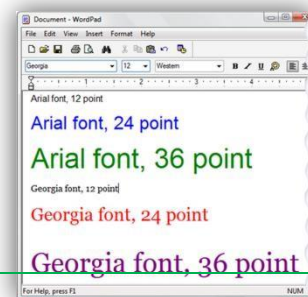 Document - WordPad
File Edit View Insert Format Help
Georgia 12 Western B I U
Arial font, 12 point
Arial font, 24 point
Arial font, 36 point
Georgia font, 12 point
Georgia font, 24 point
Georgia font, 36 point
For Help, press F1 NUM